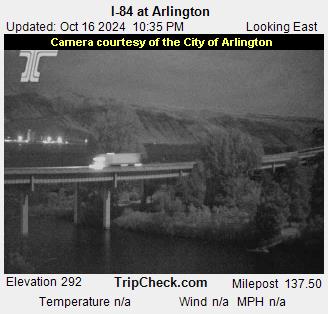 I-84 at Arlington
Updated: Oct 16 2024 10:35 PM Looking East
Camera courtesy of the City of Arlington
Elevation 292 TripCheck.com Milepost 137.50
Temperature n/a Wind n/a MPH n/a